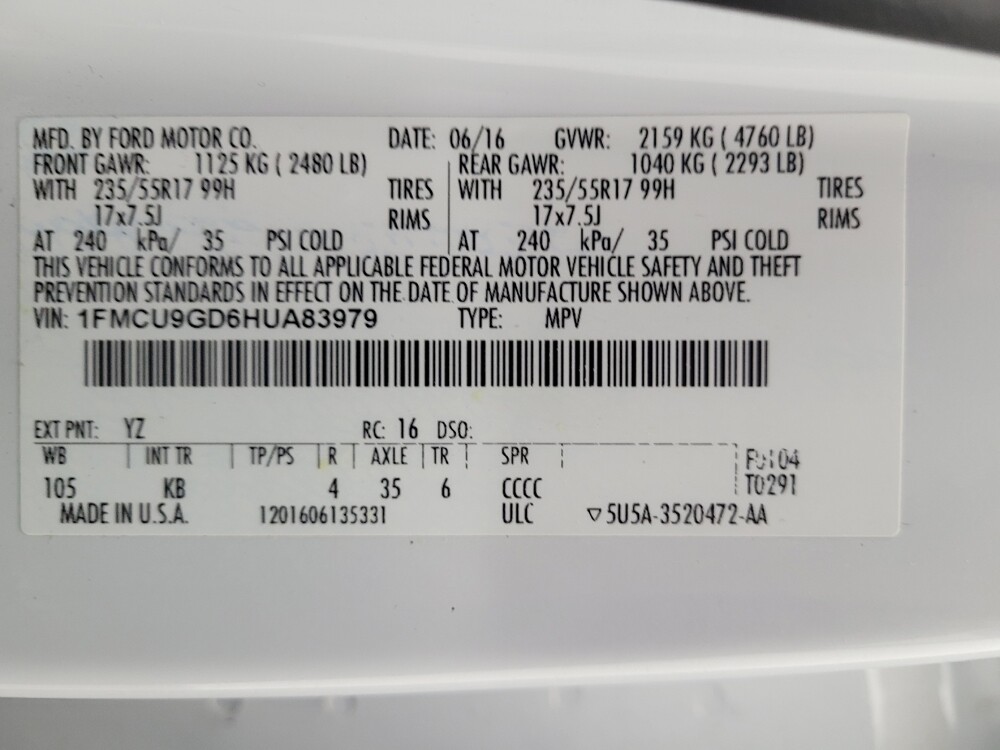 MFD. BY FORD MOTOR CO. DATE: 06/16 GVWR: 2159 KG ( 4760 LB)
FRONT GAWR: 1125 KG ( 2480 LB) REAR GAWR: 1040 KG ( 2293 LB)
WITH 235/55R17 99H TIRES WITH 235/55R17 99H TIRES
17x7.5J RIMS 17x7.5J RIMS
AT 240 kPa/ 35 PSI COLD AT 240 kPa/ 35 PSI COLD
THIS VEHICLE CONFORMS TO ALL APPLICABLE FEDERAL MOTOR VEHICLE SAFETY AND THEFT
PREVENTION STANDARDS IN EFFECT ON THE DATE OF MANUFACTURE SHOWN ABOVE.
VIN: 1FMCU9GD6HUA83979 TYPE: MPV
EXT PNT: YZ RC: 16 DSO:
WB INT TR TP/PS R AXLE TR SPR
105 KB 4 35 6 CCCC T0291
MADE IN U.S.A. 1201606135331 ULC ▽5U5A-3520472-AA